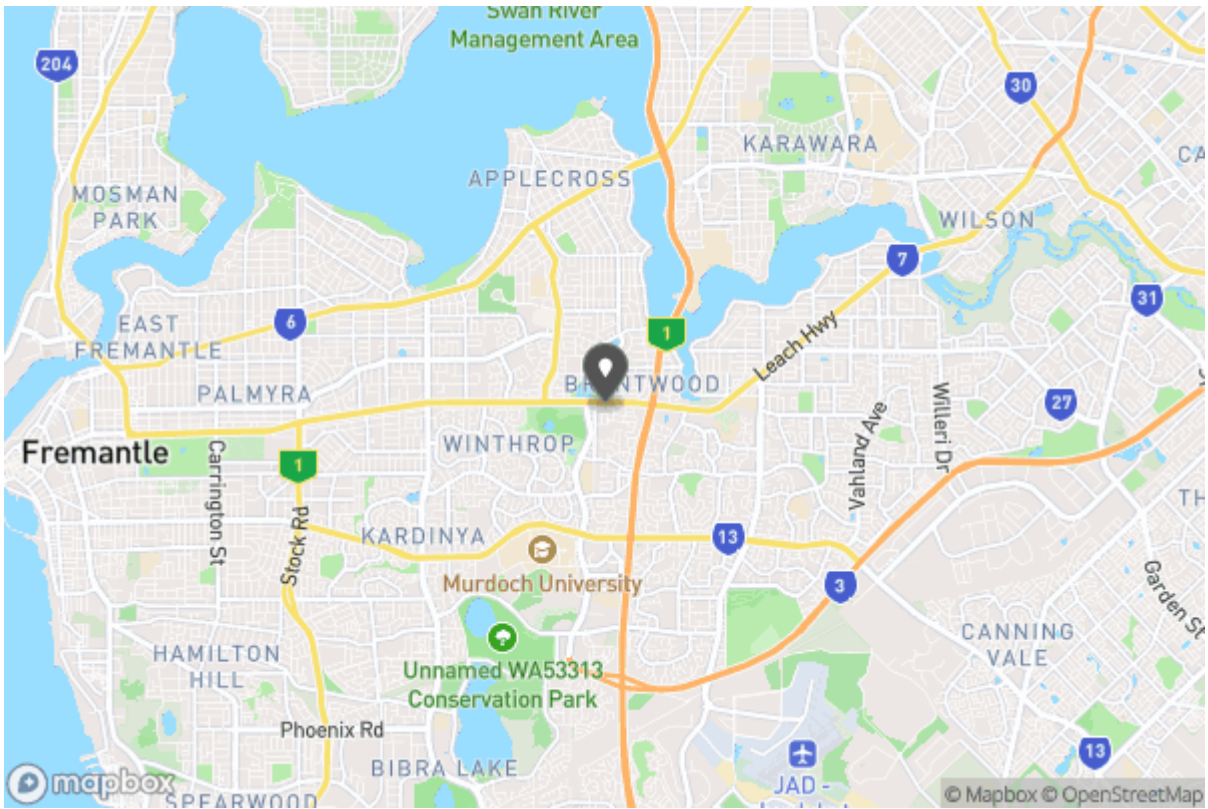 Swan River
Management Area
204
30
KARAWARA
CA
APPLECROSS
MOSMAN
PARK
WILSON
7
31
6
EAST
FREMANTLE
1
Leach Hwy
PALMYRA
27
Fremantle
WINTHROP
Willeri Dr
Vahland Ave
1
Carrington St
TH
Stock Rd
KARDINYA
13
Murdoch University
3
Garden St
CANNING
VALE
HAMILTON
HILL
Unnamed WA53313
Conservation Park
Phoenix Rd
13
BIBRA LAKE
JAD -
mapbox
SPEARWOOD
© Mapbox © OpenStreetMap